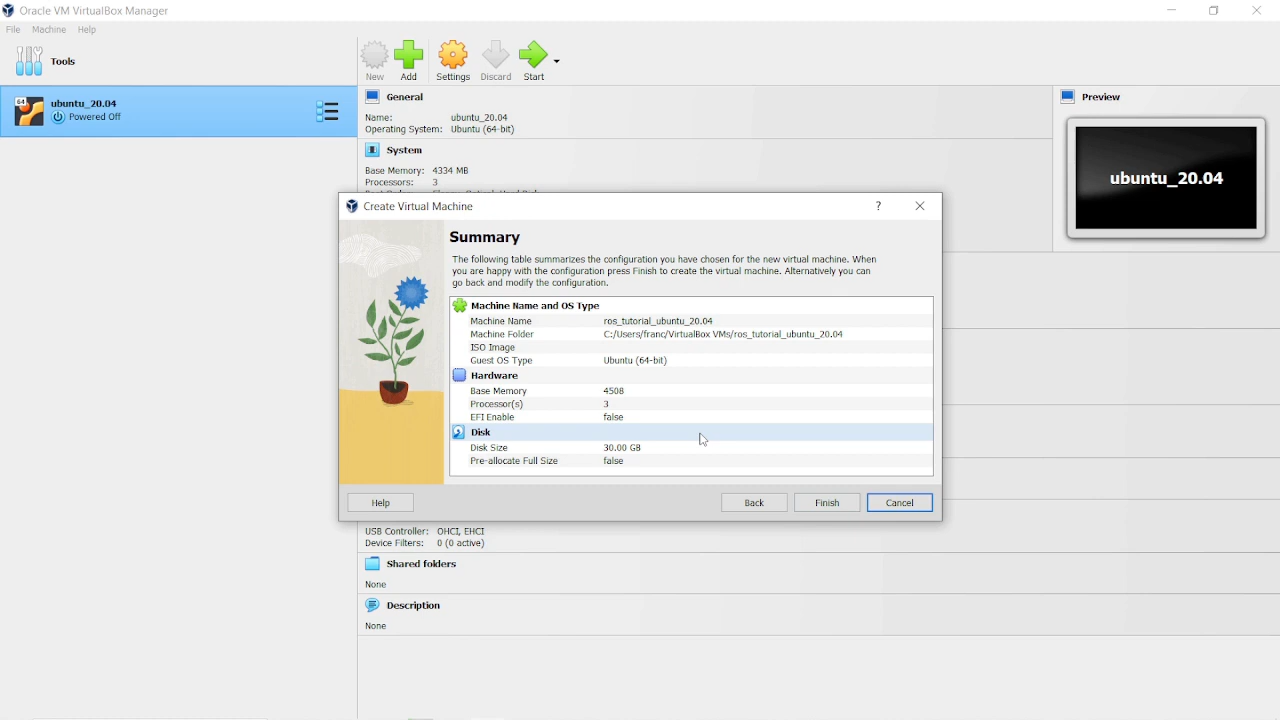 Oracle VM VirtualBox Manager
File Machine Help
Tools
New Add Settings Discard Start
64 ubuntu_20.04
Powered Off
General
Name: ubuntu_20.04
Operating System: Ubuntu (64-bit)
System
Base Memory: 4334 MB
Processors: 3
Preview
ubuntu_20.04
Create Virtual Machine ?
Summary
The following table summarizes the configuration you have chosen for the new virtual machine. When
you are happy with the configuration press Finish to create the virtual machine. Alternatively you can
go back and modify the configuration.
Machine Name and OS Type
Machine Name ros_tutorial_ubuntu_20.04
Machine Folder C:/Users/franc/VirtualBox VMs/ros_tutorial_ubuntu_20.04
ISO Image
Guest OS Type Ubuntu (64-bit)
Hardware
Base Memory 4508
Processor(s) 3
EFI Enable false
Disk
Disk Size 30.00 GB
Pre-allocate Full Size false
Help Back Finish Cancel
USB Controller: OHCI, EHCI
Device Filters: 0 (0 active)
Shared folders
None
Description
None